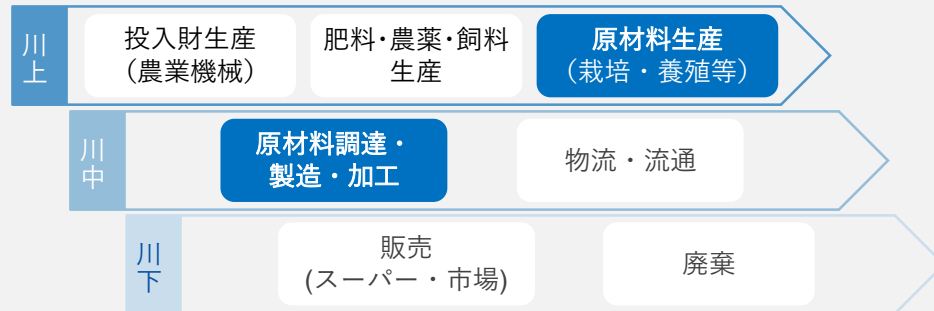 川上
投入財生産
（農業機械）
肥料・農薬・飼料
生産
原材料生産
（栽培・養殖等）
川中
原材料調達・
製造・加工
物流・流通
川下
販売
(スーパー・市場)
廃棄